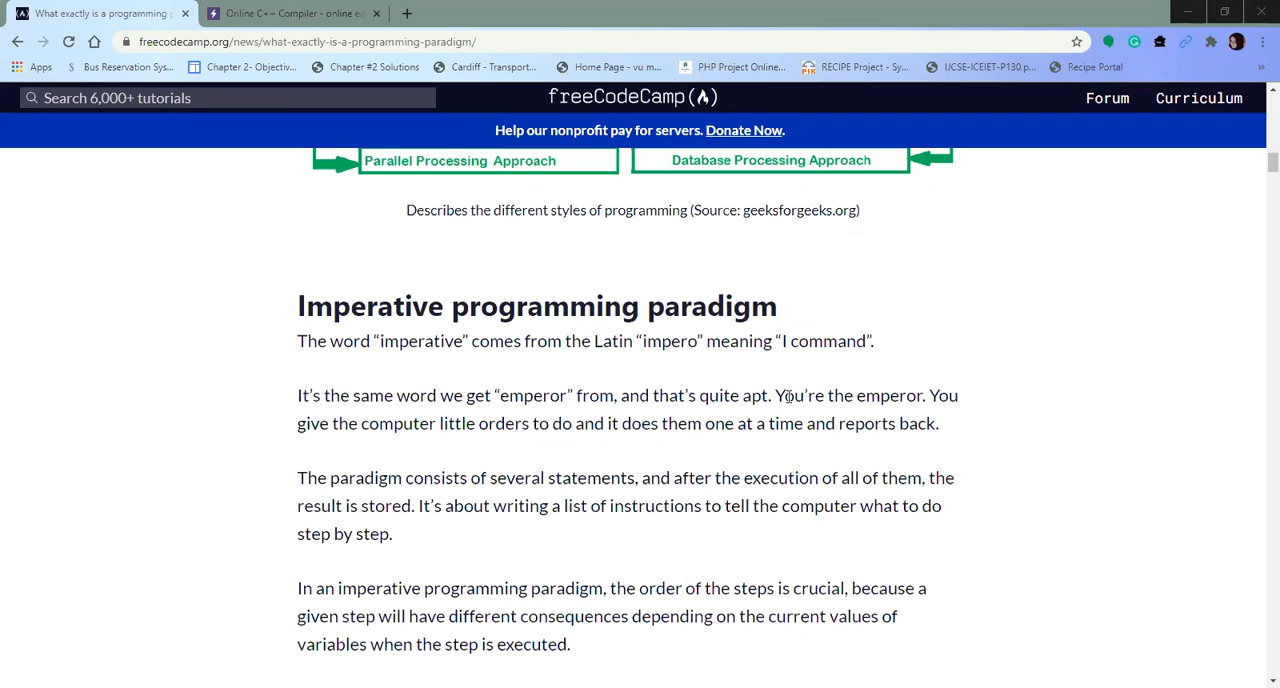 What exactly is a programming p
Online C++ Compiler - online ed
freecodecamp.org/news/what-exactly-is-a-programming-paradigm/
Apps
Bus Reservation Sys...
Chapter 2- Objectiv...
Chapter #2 Solutions
Cardiff - Transport...
Home Page - vu m...
PHP Project Online...
RECIPE Project - Sy...
IJCSE-ICEIET-P130 p...
Recipe Portal
»
Search 6,000+ tutorials
freeCodeCamp
Forum
Curriculum
Help our nonprofit pay for servers. Donate Now.
Parallel Processing Approach
Database Processing Approach
Describes the different styles of programming (Source: geeksforgeeks.org)
Imperative programming paradigm
The word “imperative” comes from the Latin “impero” meaning “I command”.
It’s the same word we get “emperor” from, and that’s quite apt. You’re the emperor. You
give the computer little orders to do and it does them one at a time and reports back.
The paradigm consists of several statements, and after the execution of all of them, the
result is stored. It’s about writing a list of instructions to tell the computer what to do
step by step.
In an imperative programming paradigm, the order of the steps is crucial, because a
given step will have different consequences depending on the current values of
variables when the step is executed.